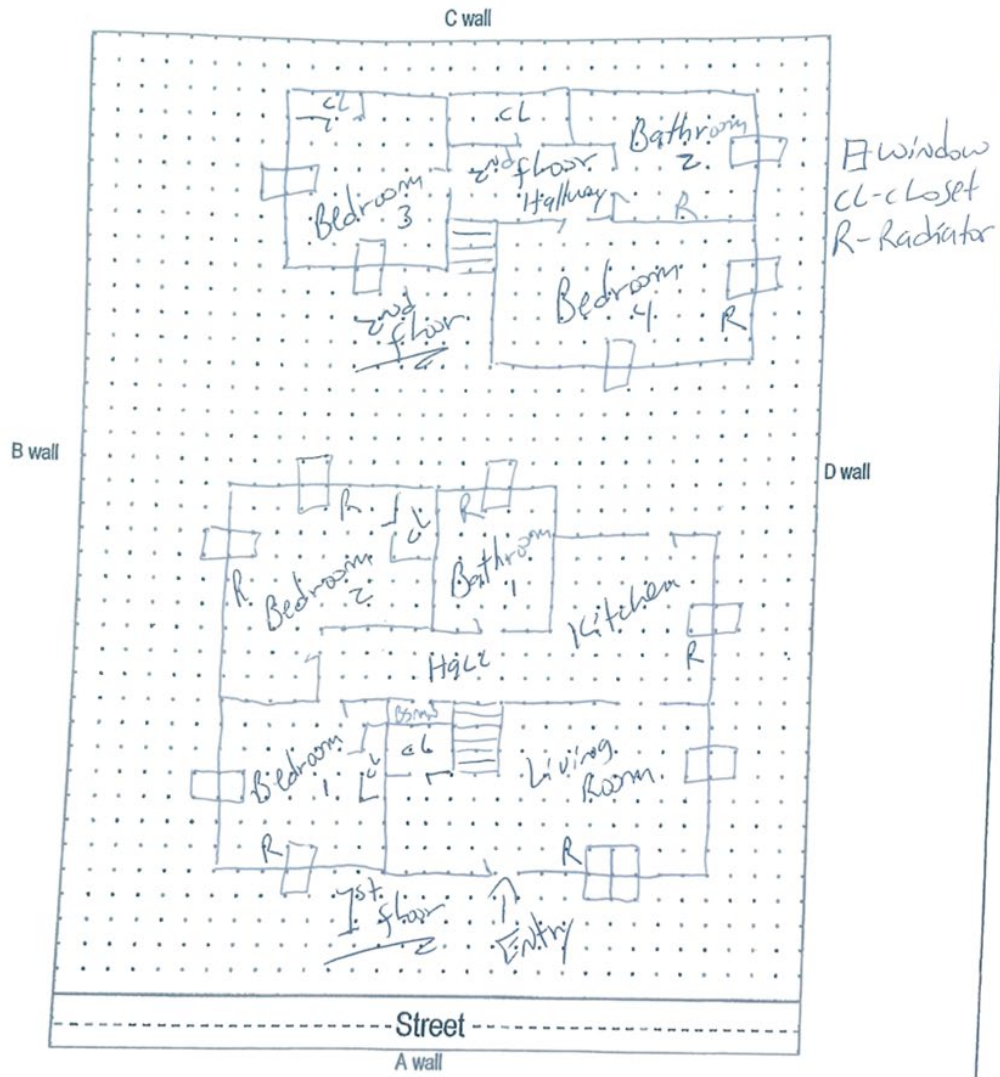 C wall
CL
CL
Bathroom
2
2nd floor
Hallway
Bedroom
3
R
window
CL-closet
R-Radiator
Bedroom
4
R
2nd
floor
B wall
D wall
R
CL
R
Bathroom
1
R
Bedroom
2
Kitchen
R
Hall
Bsmt
CL
Bedroom
1
CL
Living
Room
R
R
1st
floor
Entry
Street
A wall